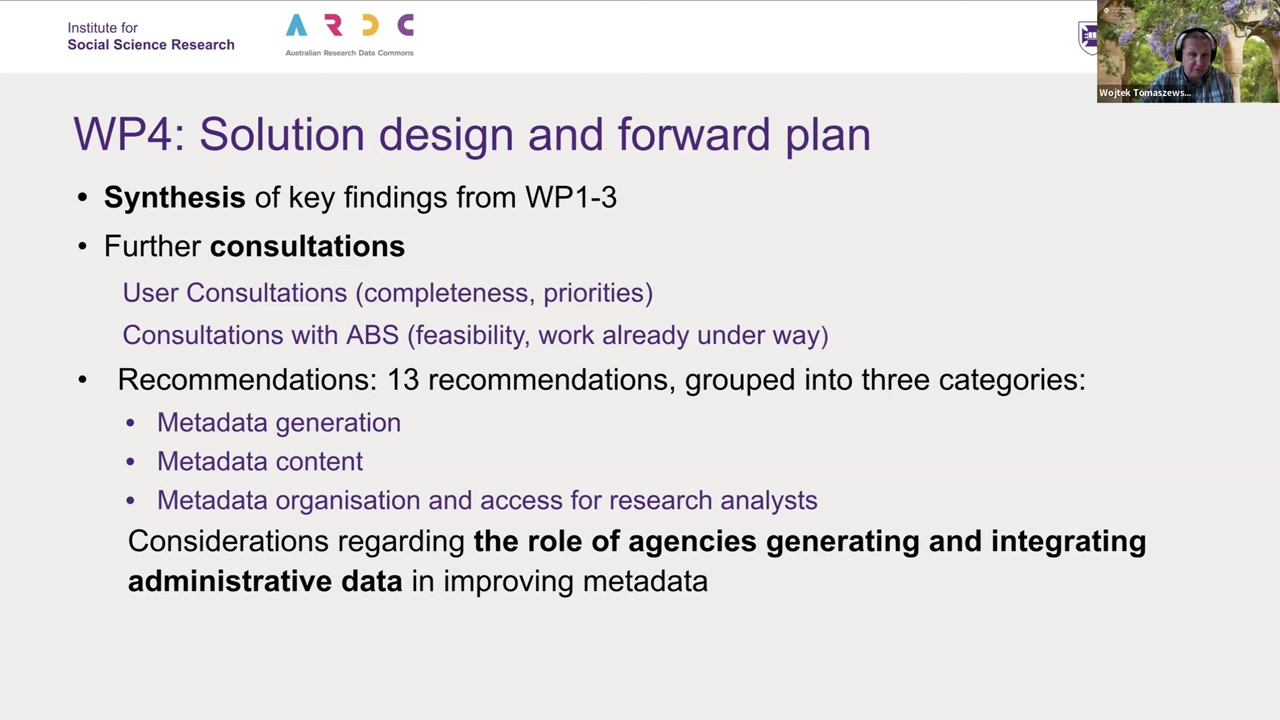 Institute for
Social Science Research
A R D C
Australian Research Data Commons
Wojtek Tomaszews...
WP4: Solution design and forward plan
• Synthesis of key findings from WP1-3
• Further consultations
User Consultations (completeness, priorities)
Consultations with ABS (feasibility, work already under way)
• Recommendations: 13 recommendations, grouped into three categories:
• Metadata generation
• Metadata content
• Metadata organisation and access for research analysts
Considerations regarding the role of agencies generating and integrating
administrative data in improving metadata